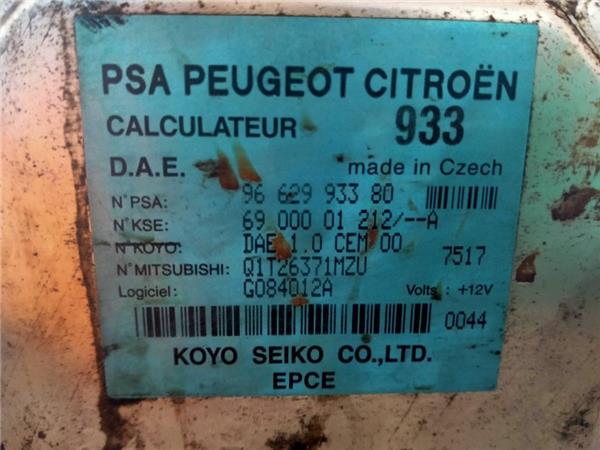 PSA PEUGEOT CITROËN
CALCULATEUR 933
D.A.E. made in Czech
N°PSA: 96 629 933 80
N°KSE: 69 000 01 212/--A
N°KOYO: DAE 1.0 CEM 00 7517
N°MITSUBISHI: Q1T26371MZU
Logiciel: G084012A Volts : +12V
0044
KOYO SEIKO CO.,LTD.
EPCE